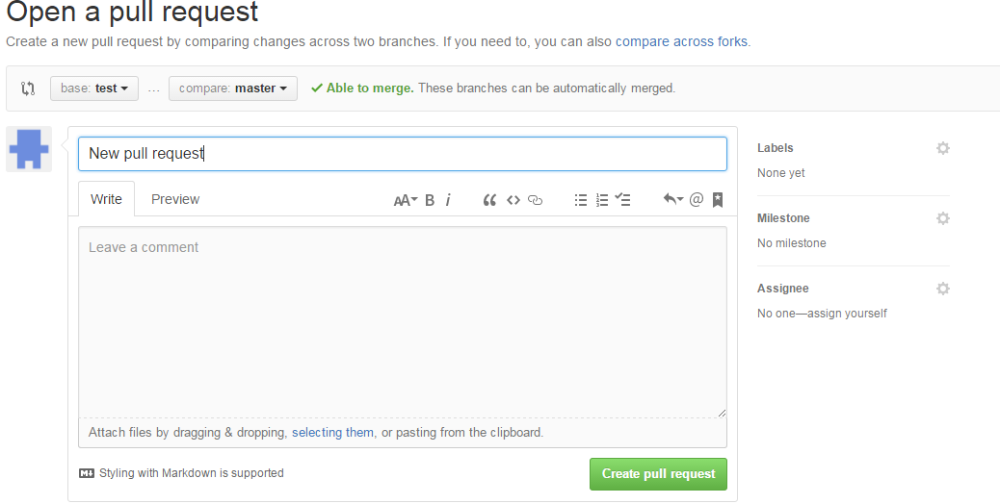 Open a pull request
Create a new pull request by comparing changes across two branches. If you need to, you can also compare across forks.
base: test ... compare: master Able to merge. These branches can be automatically merged.
New pull request
Write Preview AA B i
Leave a comment
Attach files by dragging & dropping, selecting them, or pasting from the clipboard.
Styling with Markdown is supported
Create pull request
Labels
None yet
Milestone
No milestone
Assignee
No one—assign yourself